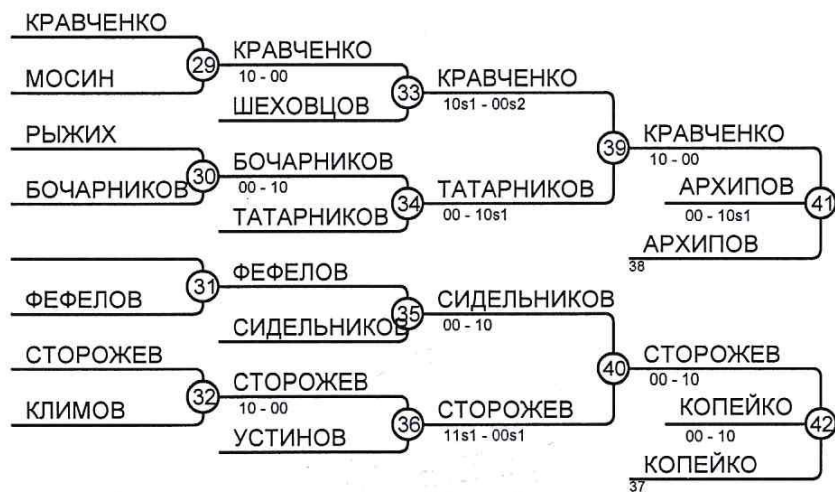 КРАВЧЕНКО
29
КРАВЧЕНКО
10 - 00
МОСИН
33
КРАВЧЕНКО
10s1 - 00s2
ШЕХОВЦОВ
РЫЖИХ
39
КРАВЧЕНКО
10 - 00
30
БОЧАРНИКОВ
00 - 10
БОЧАРНИКОВ
34
ТАТАРНИКОВ
00 - 10s1
АРХИПОВ
00 - 10s1
41
ТАТАРНИКОВ
АРХИПОВ
38
31
ФЕФЕЛОВ
ФЕФЕЛОВ
35
СИДЕЛЬНИКОВ
00 - 10
СИДЕЛЬНИКОВ
СТОРОЖЕВ
40
СТОРОЖЕВ
00 - 10
32
СТОРОЖЕВ
10 - 00
КЛИМОВ
36
СТОРОЖЕВ
11s1 - 00s1
КОПЕЙКО
00 - 10
42
УСТИНОВ
КОПЕЙКО
37